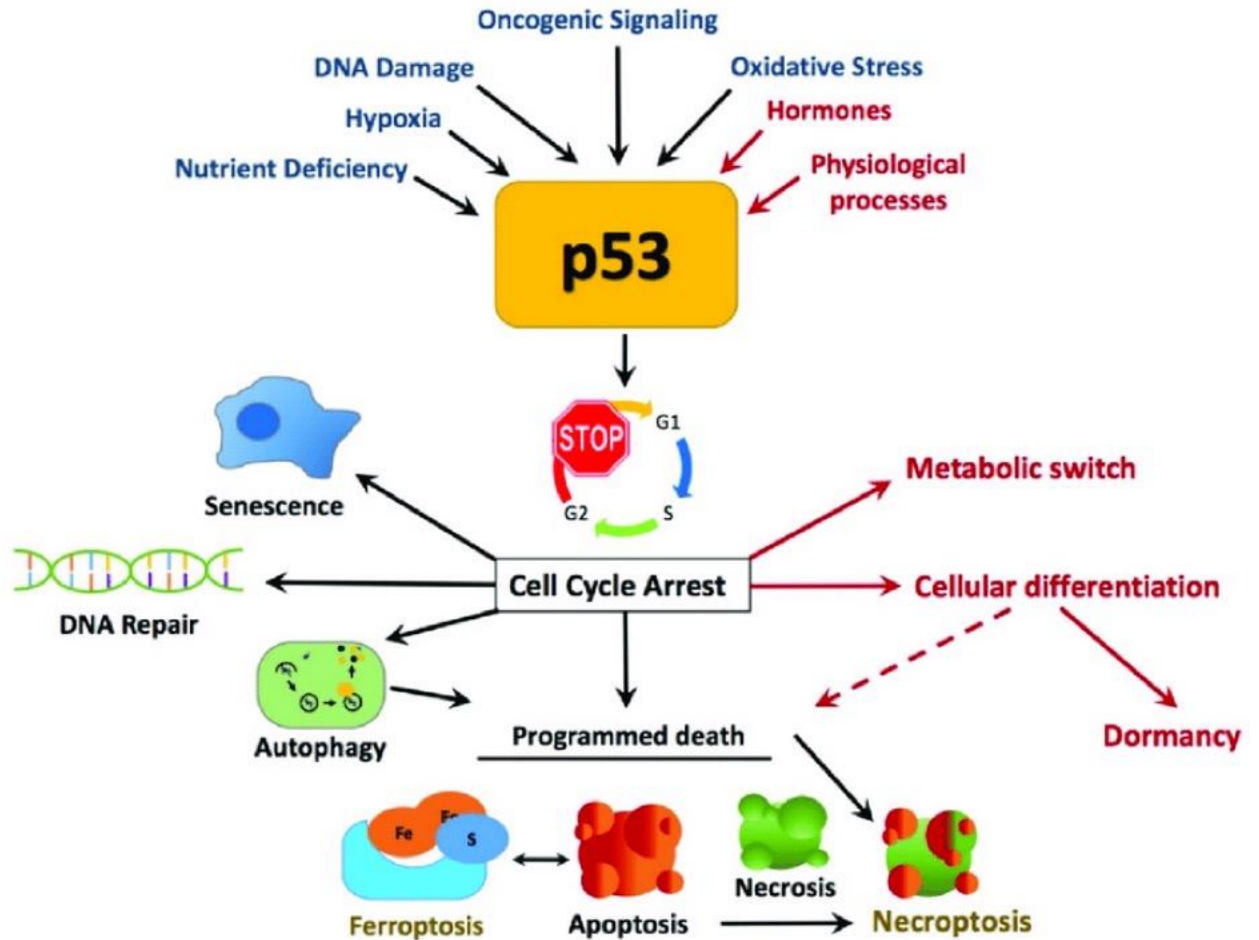 Oncogenic Signaling
DNA Damage
Oxidative Stress
Hypoxia
Hormones
Nutrient Deficiency
Physiological
processes
p53
STOP
G1
S
G2
Senescence
Metabolic switch
Cell Cycle Arrest
Cellular differentiation
DNA Repair
Autophagy
Programmed death
Dormancy
Fe
Fe
S
Necrosis
Ferroptosis
Apoptosis
Necroptosis